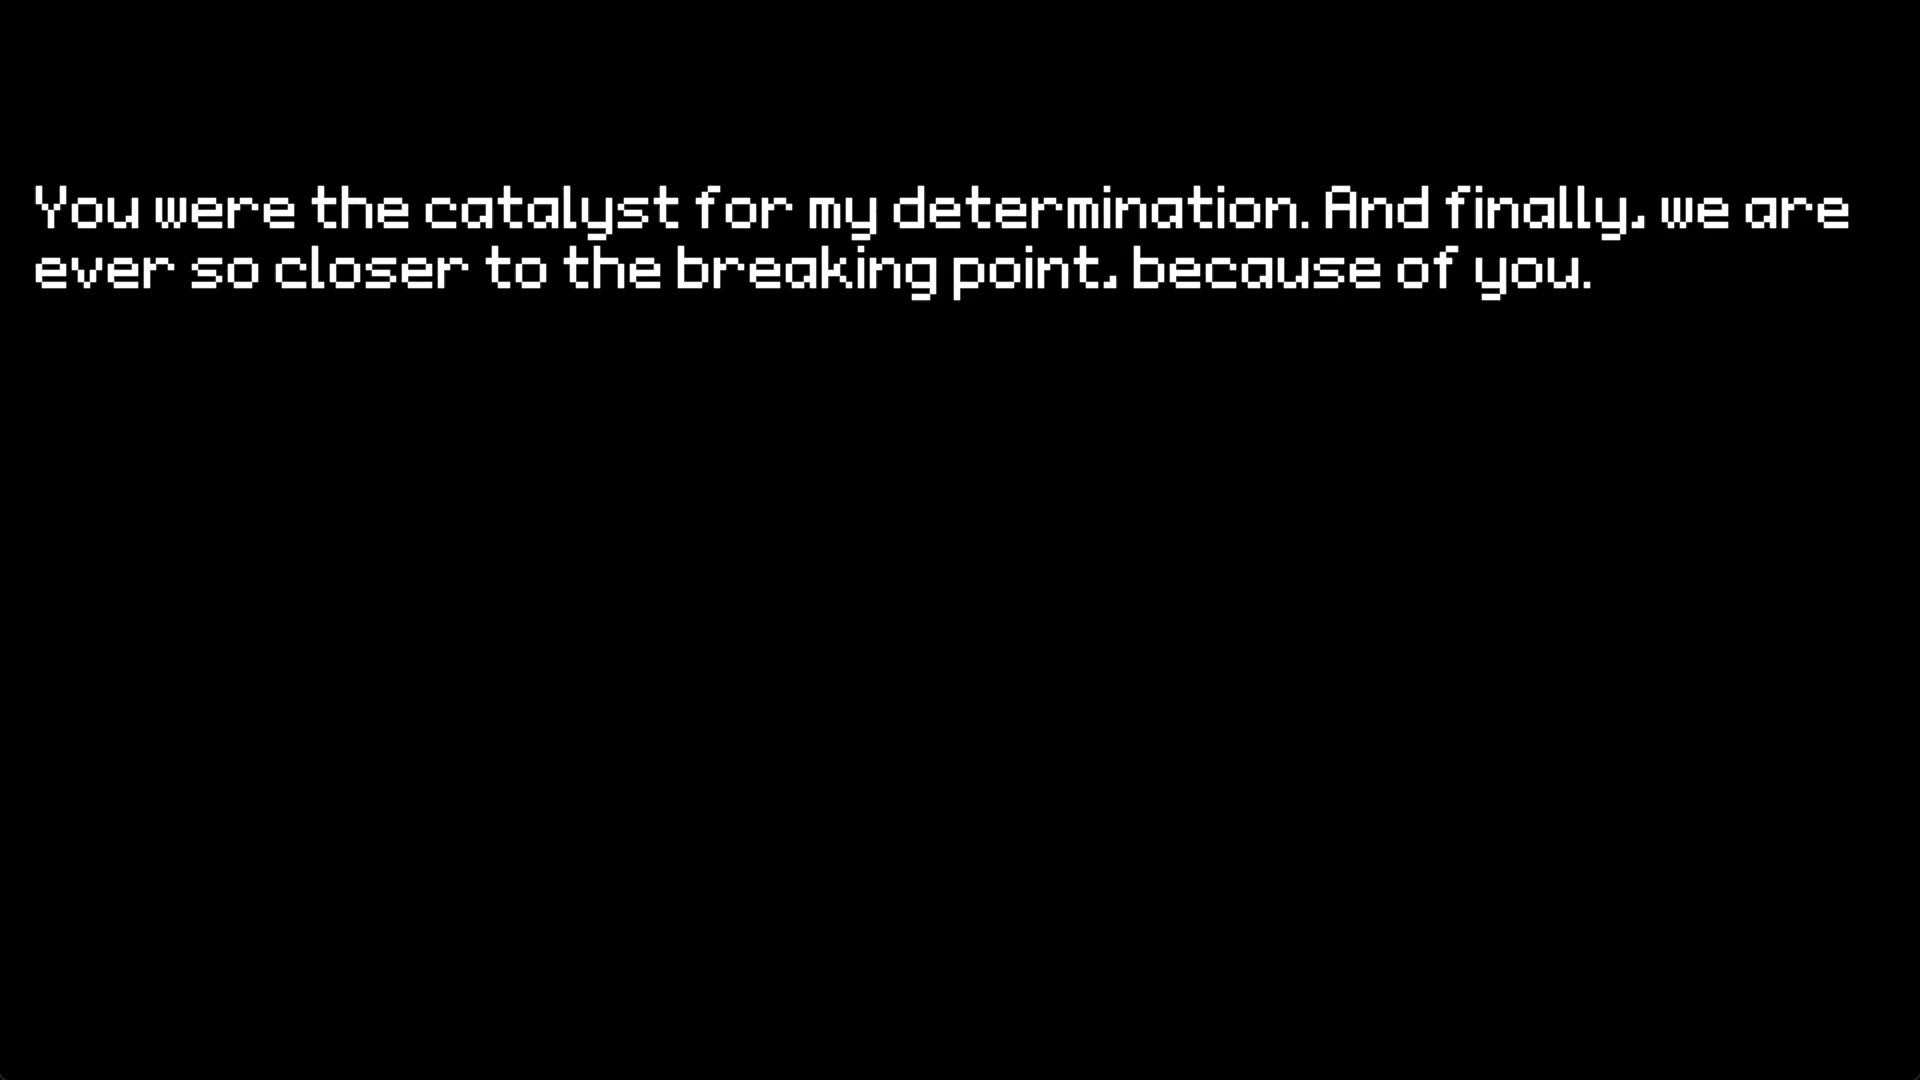 You were the catalyst for my determination. And finally, we are
ever so closer to the breaking point, because of you.